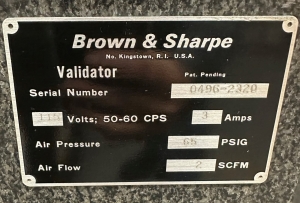 Brown & Sharpe
No. Kingstown, R.I. U.S.A.
Validator Pat. Pending
Serial Number 0496-2320
115 Volts; 50-60 CPS 3 Amps
Air Pressure 65 PSIG
Air Flow 2 SCFM